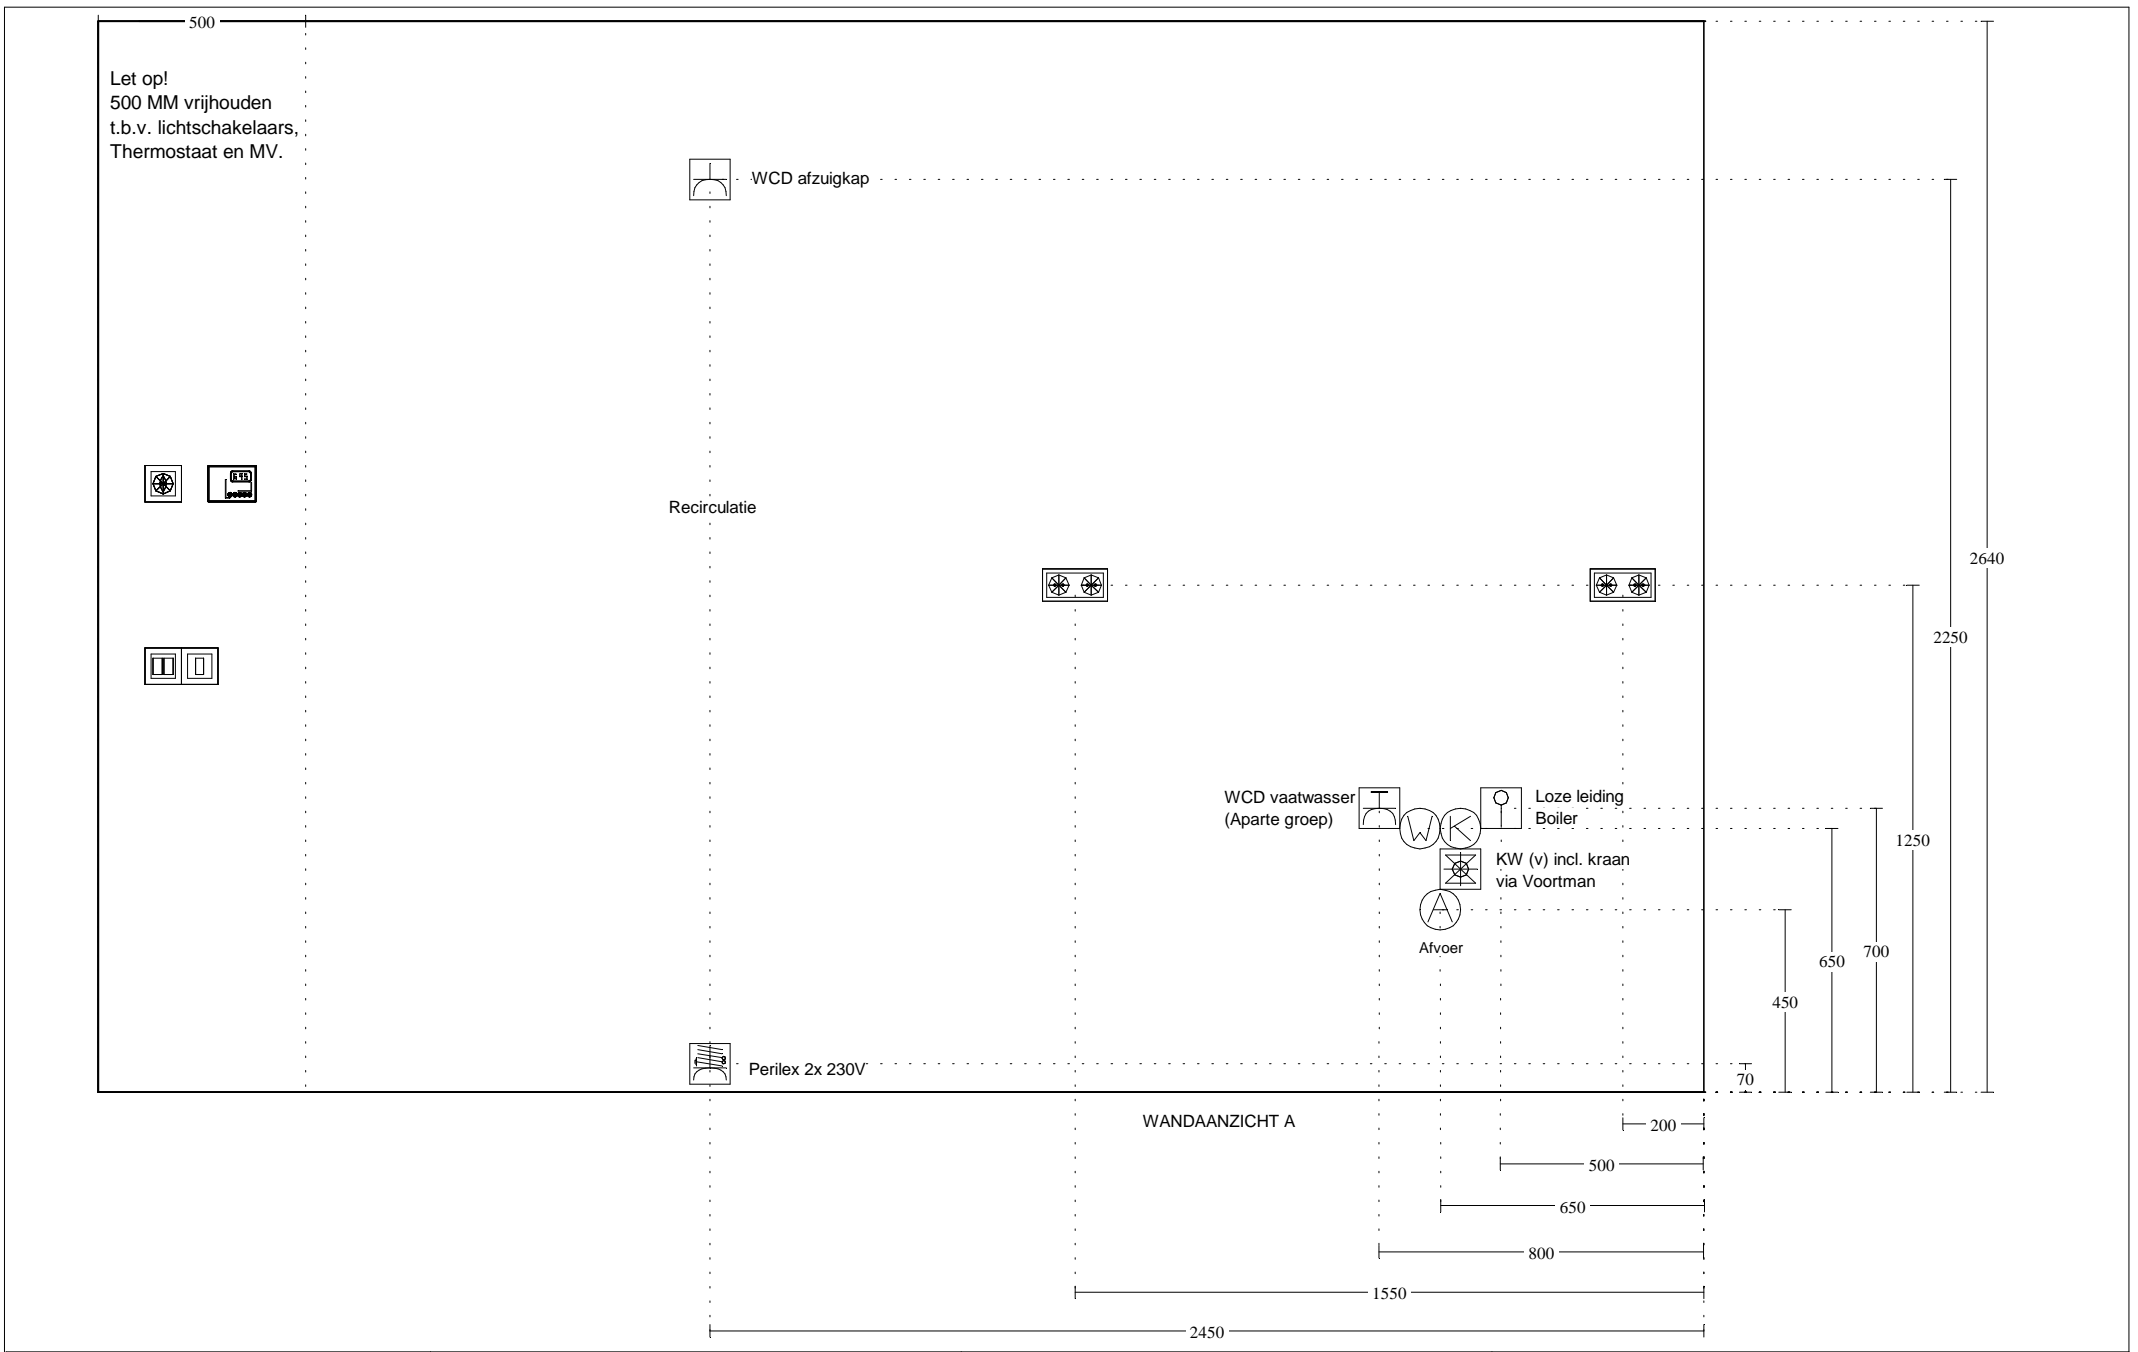 500
Let op!
500 MM vrijhouden
t.b.v. lichtschakelaars,
Thermostaat en MV.
WCD afzuigkap
Recirculatie
2640
2250
WCD vaatwasser
(Aparte groep)
W
K
Loze leiding
Boiler
1250
KW (v) incl. kraan
via Voortman
A
Afvoer
700
650
450
Perilex 2x 230V
70
WANDAANZICHT A
200
500
650
800
1550
2450